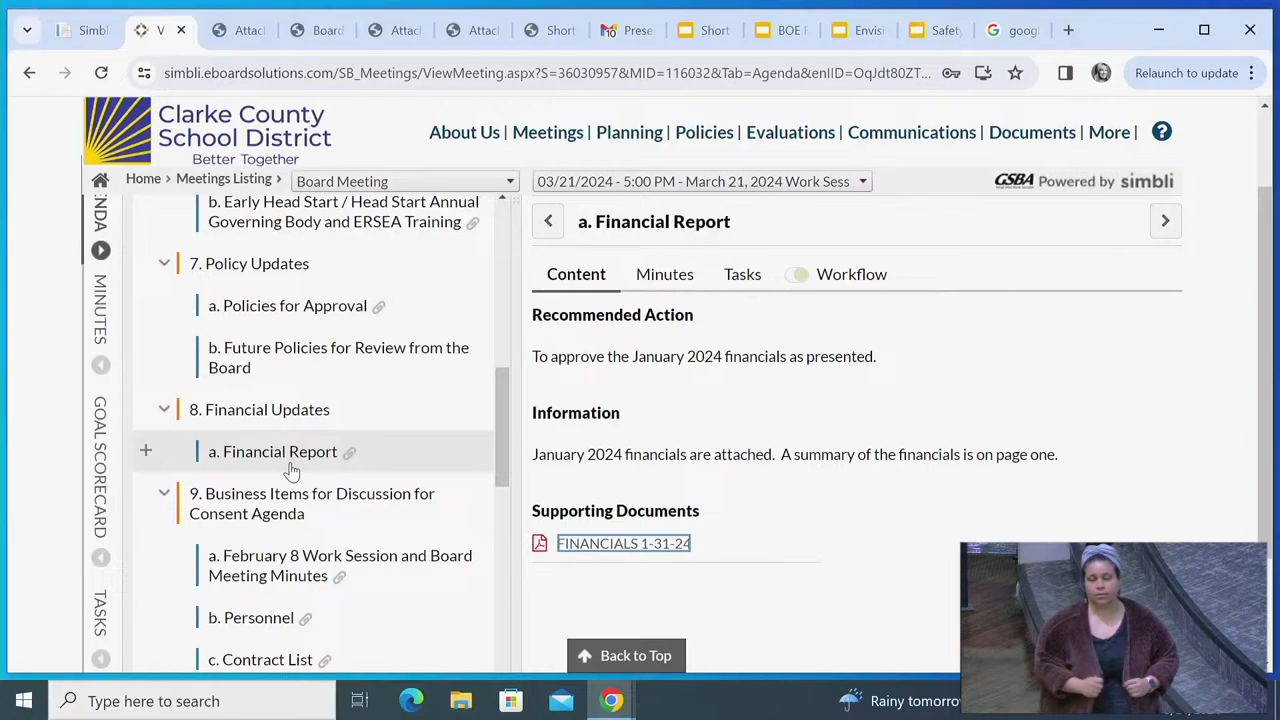 Simbl
V
Attacl
Board
Attacl
Attacl
Short
Prese
Short
BOE F
Envisi
Safety
goog
simbli.eboardsolutions.com/SB_Meetings/ViewMeeting.aspx?S=36030957&MID=116032&Tab=Agenda&enIID=OqJdt80ZT...
Relaunch to update
Clarke County
School District
Better Together
About Us | Meetings | Planning | Policies | Evaluations | Communications | Documents | More | ?
Home > Meetings Listing >
Board Meeting
03/21/2024 - 5:00 PM - March 21, 2024 Work Sess
GSBA Powered by simbli
NDA
MINUTES
GOAL SCORECARD
TASKS
b. Early Head Start / Head Start Annual
Governing Body and ERSEA Training
7. Policy Updates
a. Policies for Approval
b. Future Policies for Review from the
Board
8. Financial Updates
a. Financial Report
9. Business Items for Discussion for
Consent Agenda
a. February 8 Work Session and Board
Meeting Minutes
b. Personnel
c. Contract List
a. Financial Report
Content
Minutes
Tasks
Workflow
Recommended Action
To approve the January 2024 financials as presented.
Information
January 2024 financials are attached. A summary of the financials is on page one.
Supporting Documents
FINANCIALS 1-31-24
Back to Top
Type here to search
Rainy tomorro